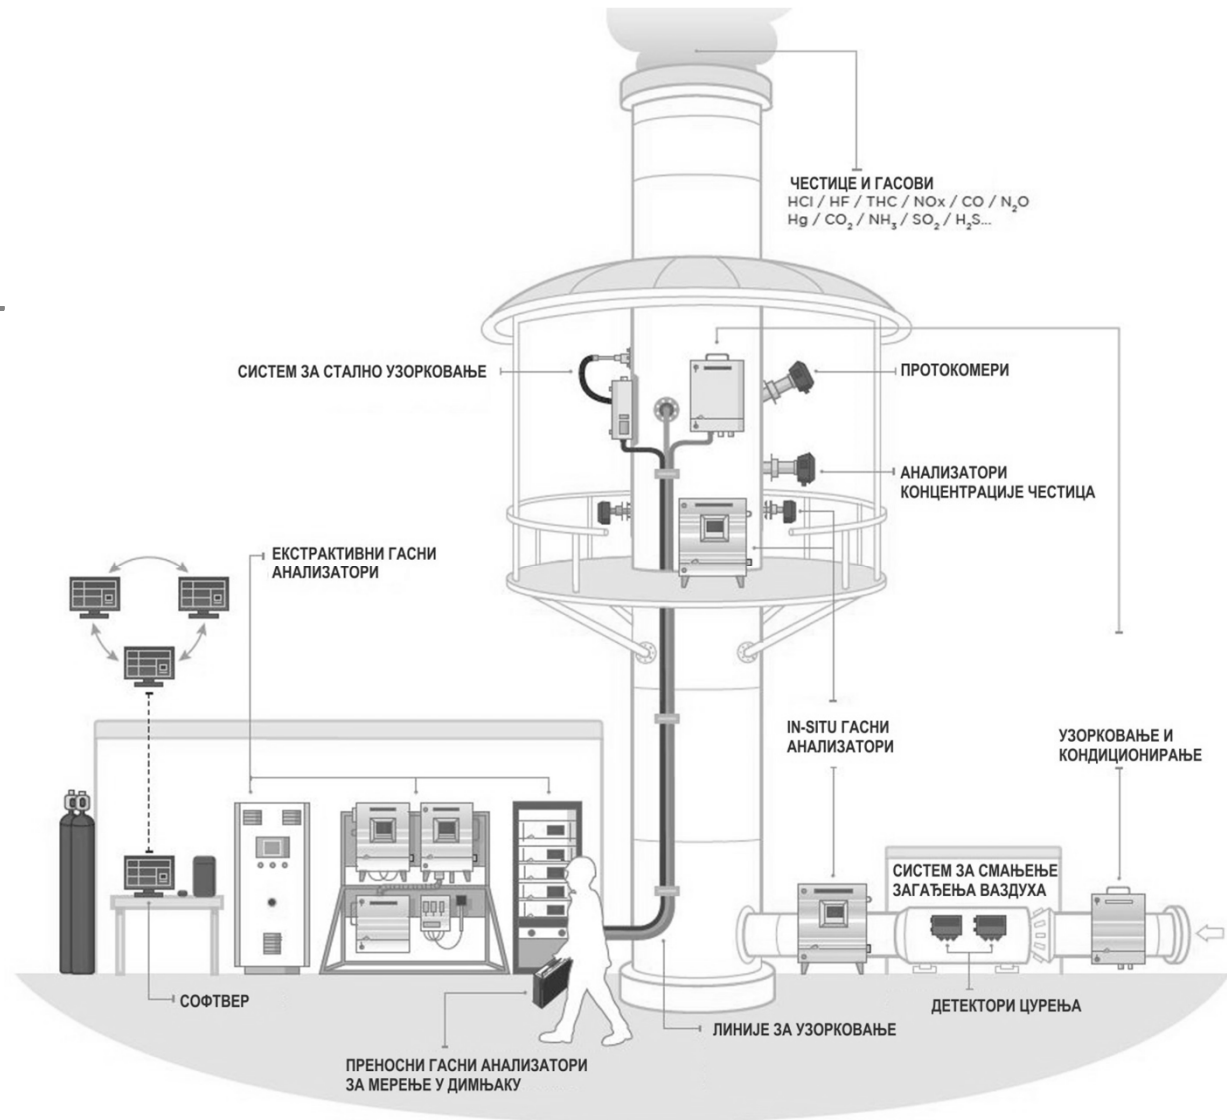 ЧЕСТИЦЕ И ГАСОВИ
HCl / HF / THC / NOx / CO / N₂O
Hg / CO₂ / NH₃ / SO₂ / H₂S...
СИСТЕМ ЗА СТАЛНО УЗОРКОВАЊЕ
ПРОТОКОМЕРИ
АНАЛИЗАТОРИ
КОНЦЕНТРАЦИЈЕ ЧЕСТИЦА
ЕКСТРАКТИВНИ ГАСНИ
АНАЛИЗАТОРИ
IN-SITU ГАСНИ
АНАЛИЗАТОРИ
УЗОРКОВАЊЕ И
КОНДИЦИОНИРАЊЕ
СИСТЕМ ЗА СМАЊЕЊЕ
ЗАГАЂЕЊА ВАЗДУХА
СОФТВЕР
ДЕТЕКТОРИ ЦУРЕЊА
ЛИНИЈЕ ЗА УЗОРКОВАЊЕ
ПРЕНОСНИ ГАСНИ АНАЛИЗАТОРИ
ЗА МЕРЕЊЕ У ДИМЊАКУ